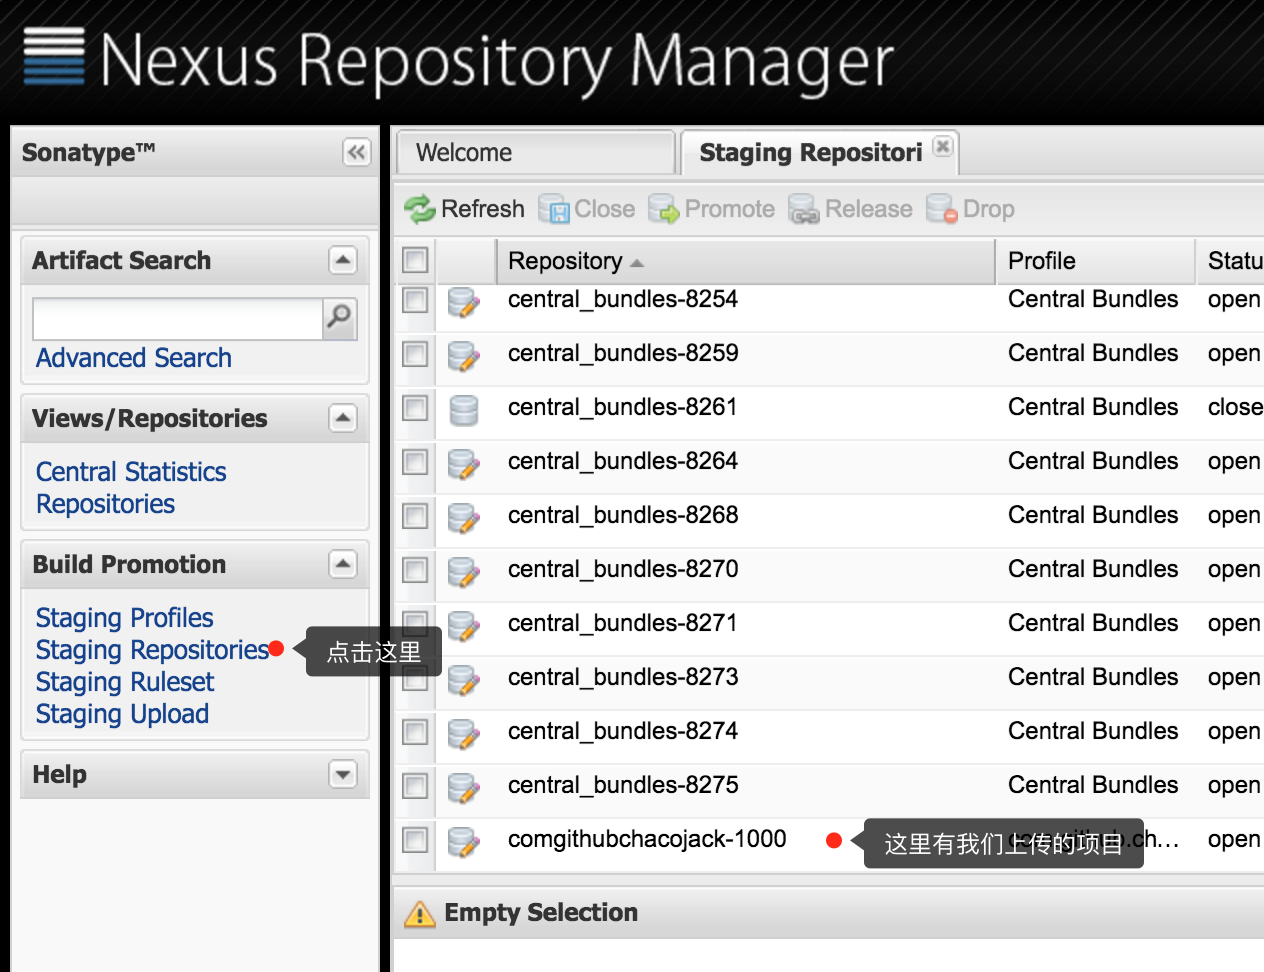 Nexus Repository Manager
Sonatype™
Welcome
Staging Repositori
Refresh
Close
Promote
Release
Drop
Artifact Search
Advanced Search
Views/Repositories
Central Statistics
Repositories
Build Promotion
Staging Profiles
Staging Repositories
点击这里
Staging Ruleset
Staging Upload
Help
Repository Profile Statu
central_bundles-8254 Central Bundles open
central_bundles-8259 Central Bundles open
central_bundles-8261 Central Bundles close
central_bundles-8264 Central Bundles open
central_bundles-8268 Central Bundles open
central_bundles-8270 Central Bundles open
central_bundles-8271 Central Bundles open
central_bundles-8273 Central Bundles open
central_bundles-8274 Central Bundles open
central_bundles-8275 Central Bundles open
comgithubchacojack-1000 open
这里有我们上传的项目
Empty Selection